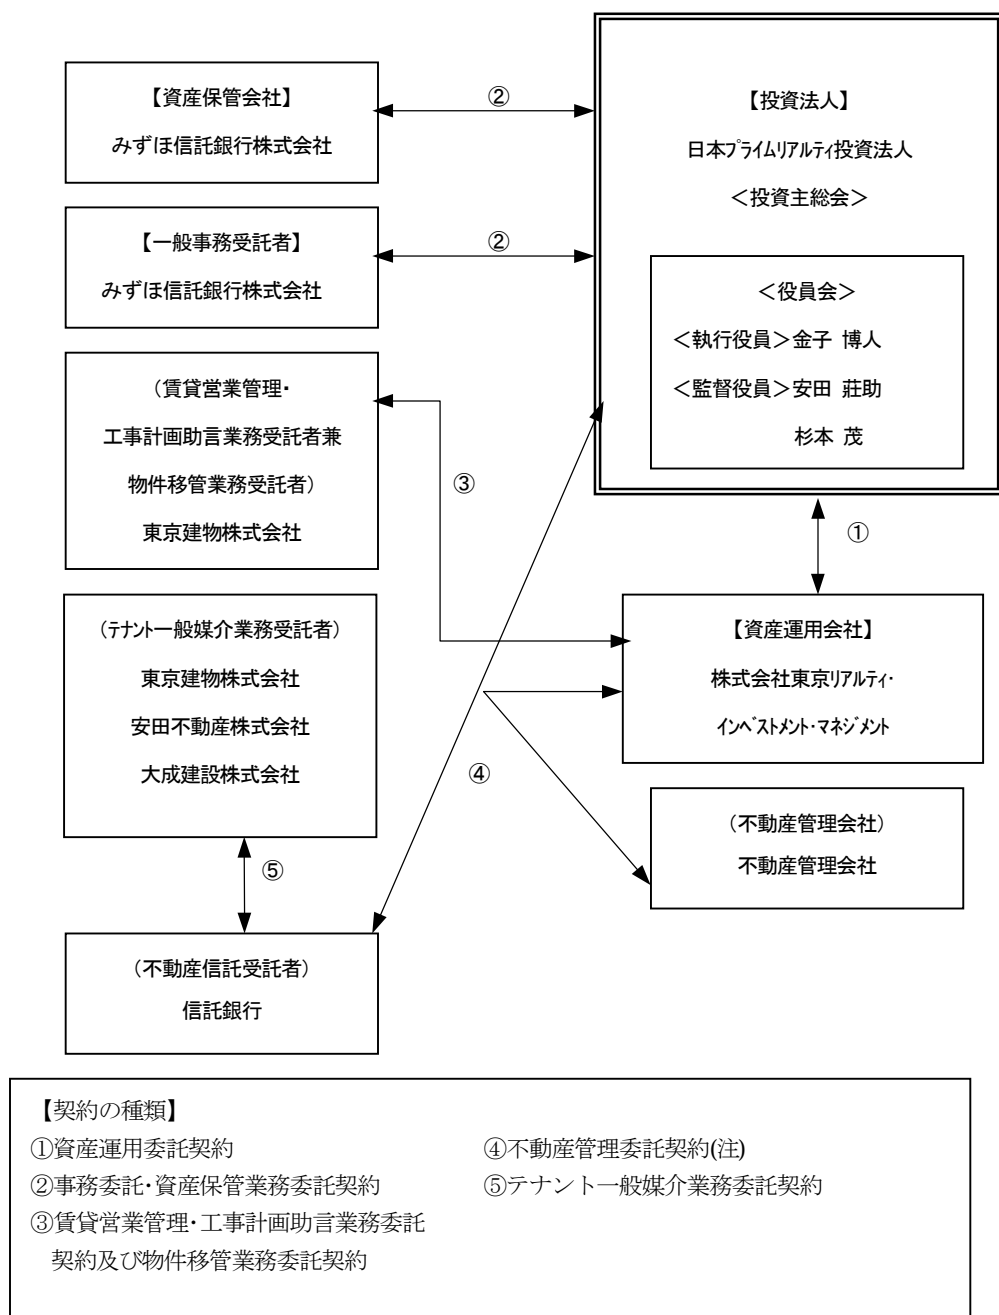 【資産保管会社】
みずほ信託銀行株式会社
②
【投資法人】
日本プライムリアルティ投資法人
＜投資主総会＞
【一般事務受託者】
みずほ信託銀行株式会社
②
＜役員会＞
＜執行役員＞金子 博人
＜監督役員＞安田 莊助
杉本 茂
（賃貸営業管理・
工事計画助言業務受託者兼
物件移管業務受託者）
東京建物株式会社
③
①
（テナント一般媒介業務受託者）
東京建物株式会社
安田不動産株式会社
大成建設株式会社
【資産運用会社】
株式会社東京リアルティ・
インベストメント・マネジメント
④
（不動産管理会社）
不動産管理会社
⑤
（不動産信託受託者）
信託銀行
【契約の種類】
①資産運用委託契約
②事務委託・資産保管業務委託契約
③賃貸営業管理・工事計画助言業務委託
契約及び物件移管業務委託契約
④不動産管理委託契約(注)
⑤テナント一般媒介業務委託契約